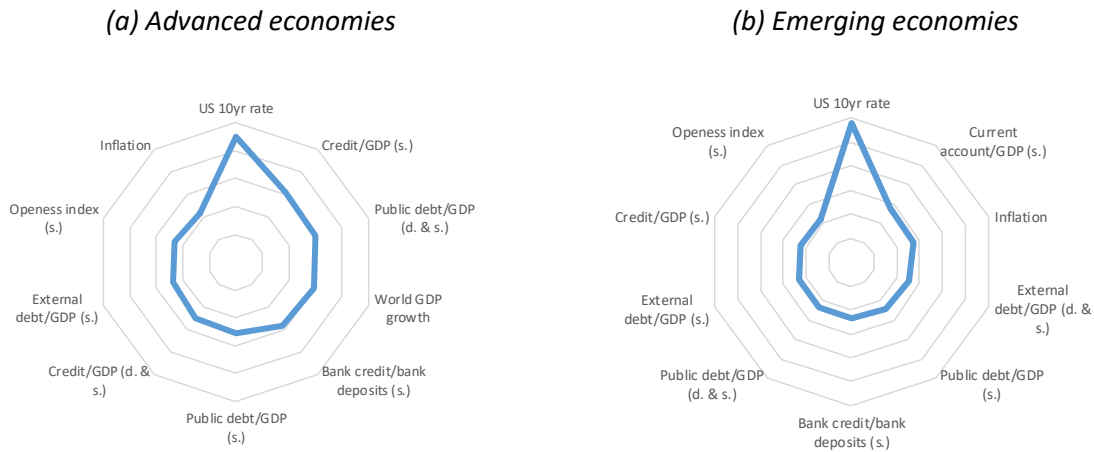 (a) Advanced economies
US 10yr rate
Credit/GDP (s.)
Public debt/GDP
(d. & s.)
World GDP
growth
Bank credit/bank
deposits (s.)
Public debt/GDP
(s.)
Credit/GDP (d. &
s.)
External
debt/GDP (s.)
Openess index
(s.)
Inflation
(b) Emerging economies
US 10yr rate
Current
account/GDP (s.)
Inflation
External
debt/GDP (d. &
s.)
Public debt/GDP
(s.)
Bank credit/bank
deposits (s.)
Public debt/GDP
(d. & s.)
External
debt/GDP (s.)
Credit/GDP (s.)
Openess index
(s.)